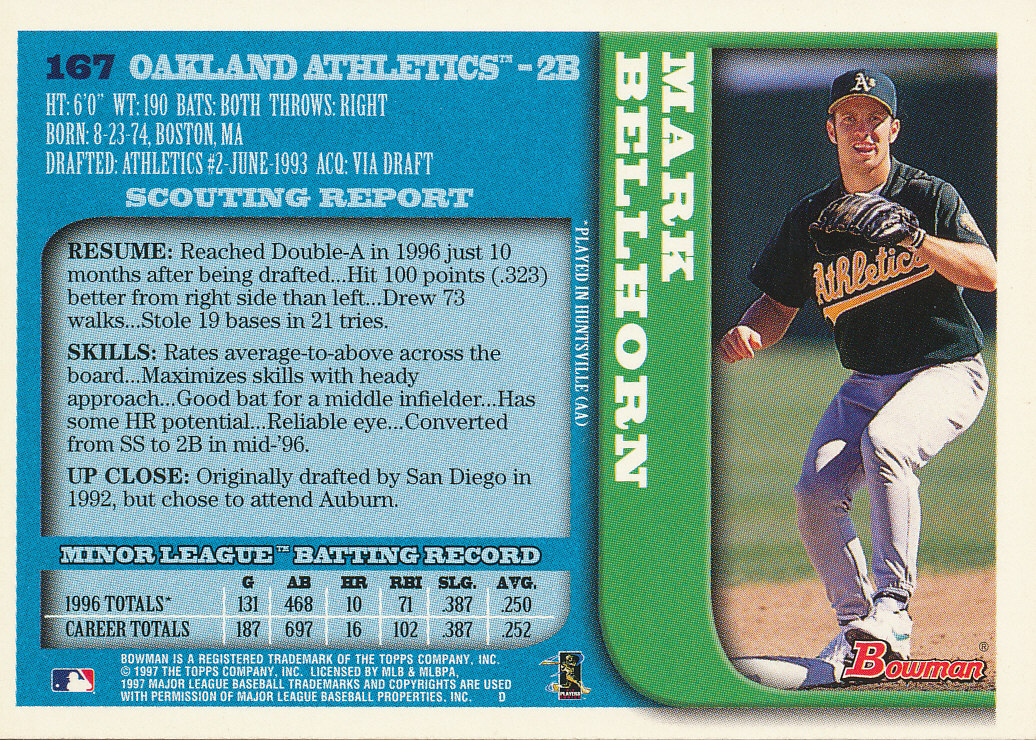 167 OAKLAND ATHLETICS™ - 2B
HT: 6'0" WT: 190 BATS: BOTH THROWS: RIGHT
BORN: 8-23-74, BOSTON, MA
DRAFTED: ATHLETICS #2-JUNE-1993 ACQ: VIA DRAFT
SCOUTING REPORT
RESUME: Reached Double-A in 1996 just 10
months after being drafted...Hit 100 points (.323)
better from right side than left...Drew 73
walks...Stole 19 bases in 21 tries.
SKILLS: Rates average-to-above across the
board...Maximizes skills with heady
approach...Good bat for a middle infielder...Has
some HR potential...Reliable eye...Converted
from SS to 2B in mid-'96.
UP CLOSE: Originally drafted by San Diego in
1992, but chose to attend Auburn.
*PLAYED IN HUNTSVILLE (AA)
MINOR LEAGUE™ BATTING RECORD
G AB HR RBI SLG. AVG.
1996 TOTALS* 131 468 10 71 .387 .250
CAREER TOTALS 187 697 16 102 .387 .252
BOWMAN IS A REGISTERED TRADEMARK OF THE TOPPS COMPANY, INC.
© 1997 THE TOPPS COMPANY, INC. LICENSED BY MLB & MLBPA,
1997 MAJOR LEAGUE BASEBALL TRADEMARKS AND COPYRIGHTS ARE USED
WITH PERMISSION OF MAJOR LEAGUE BASEBALL PROPERTIES, INC. D
PLAYERS
MARK
BELLHORN
A's
Athletics
Bowman®